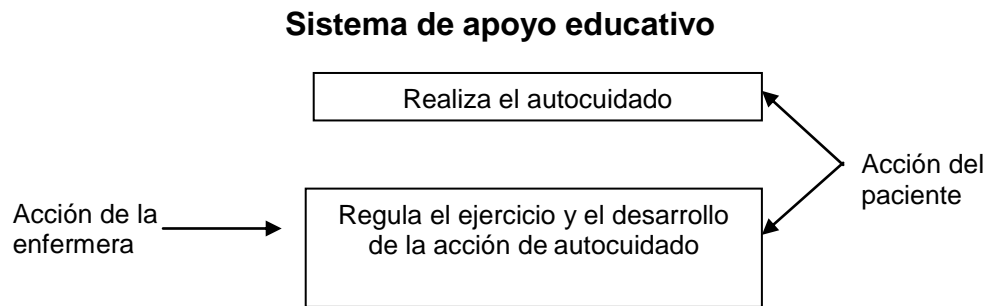 Sistema de apoyo educativo
Realiza el autocuidado
Acción del
paciente
Acción de la
enfermera
Regula el ejercicio y el desarrollo
de la acción de autocuidado